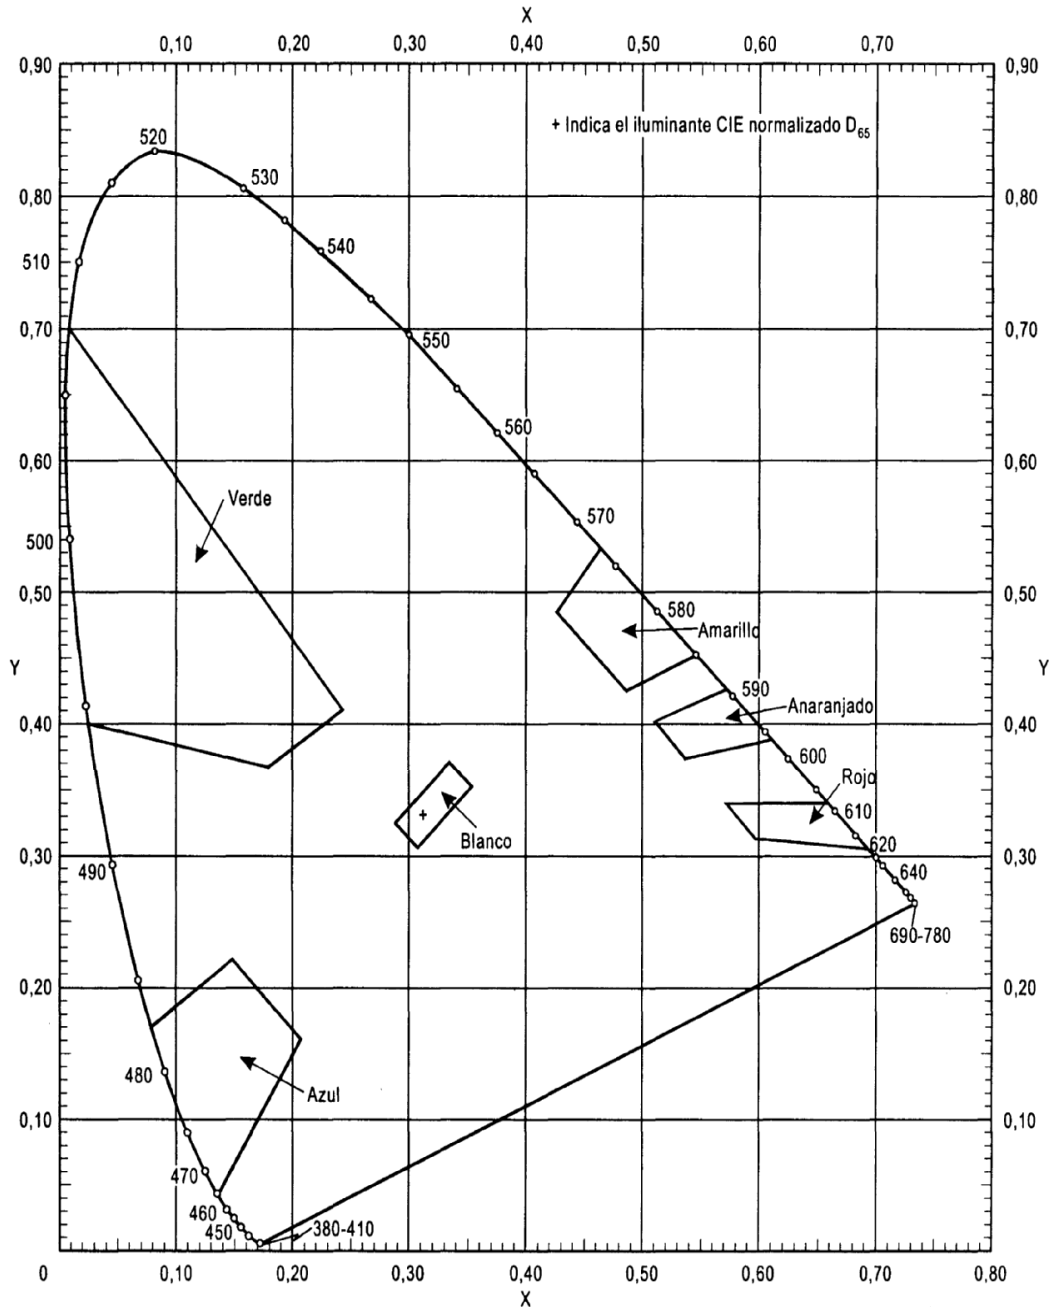 X
0,10 0,20 0,30 0,40 0,50 0,60 0,70
0,90 0,90
+ Indica el iluminante CIE normalizado D65
520
530
0,80 0,80
540
510
0,70 0,70
550
560
0,60 0,60
570
Verde
500
0,50 0,50
580
Amarillo
Y Y
590
Anaranjado
0,40 0,40
600
Rojo
610
Blanco
620
0,30 0,30
490 640
690-780
0,20 0,20
480
Azul
0,10 0,10
470
460
450 380-410
0 0,10 0,20 0,30 0,40 0,50 0,60 0,70 0,80
X